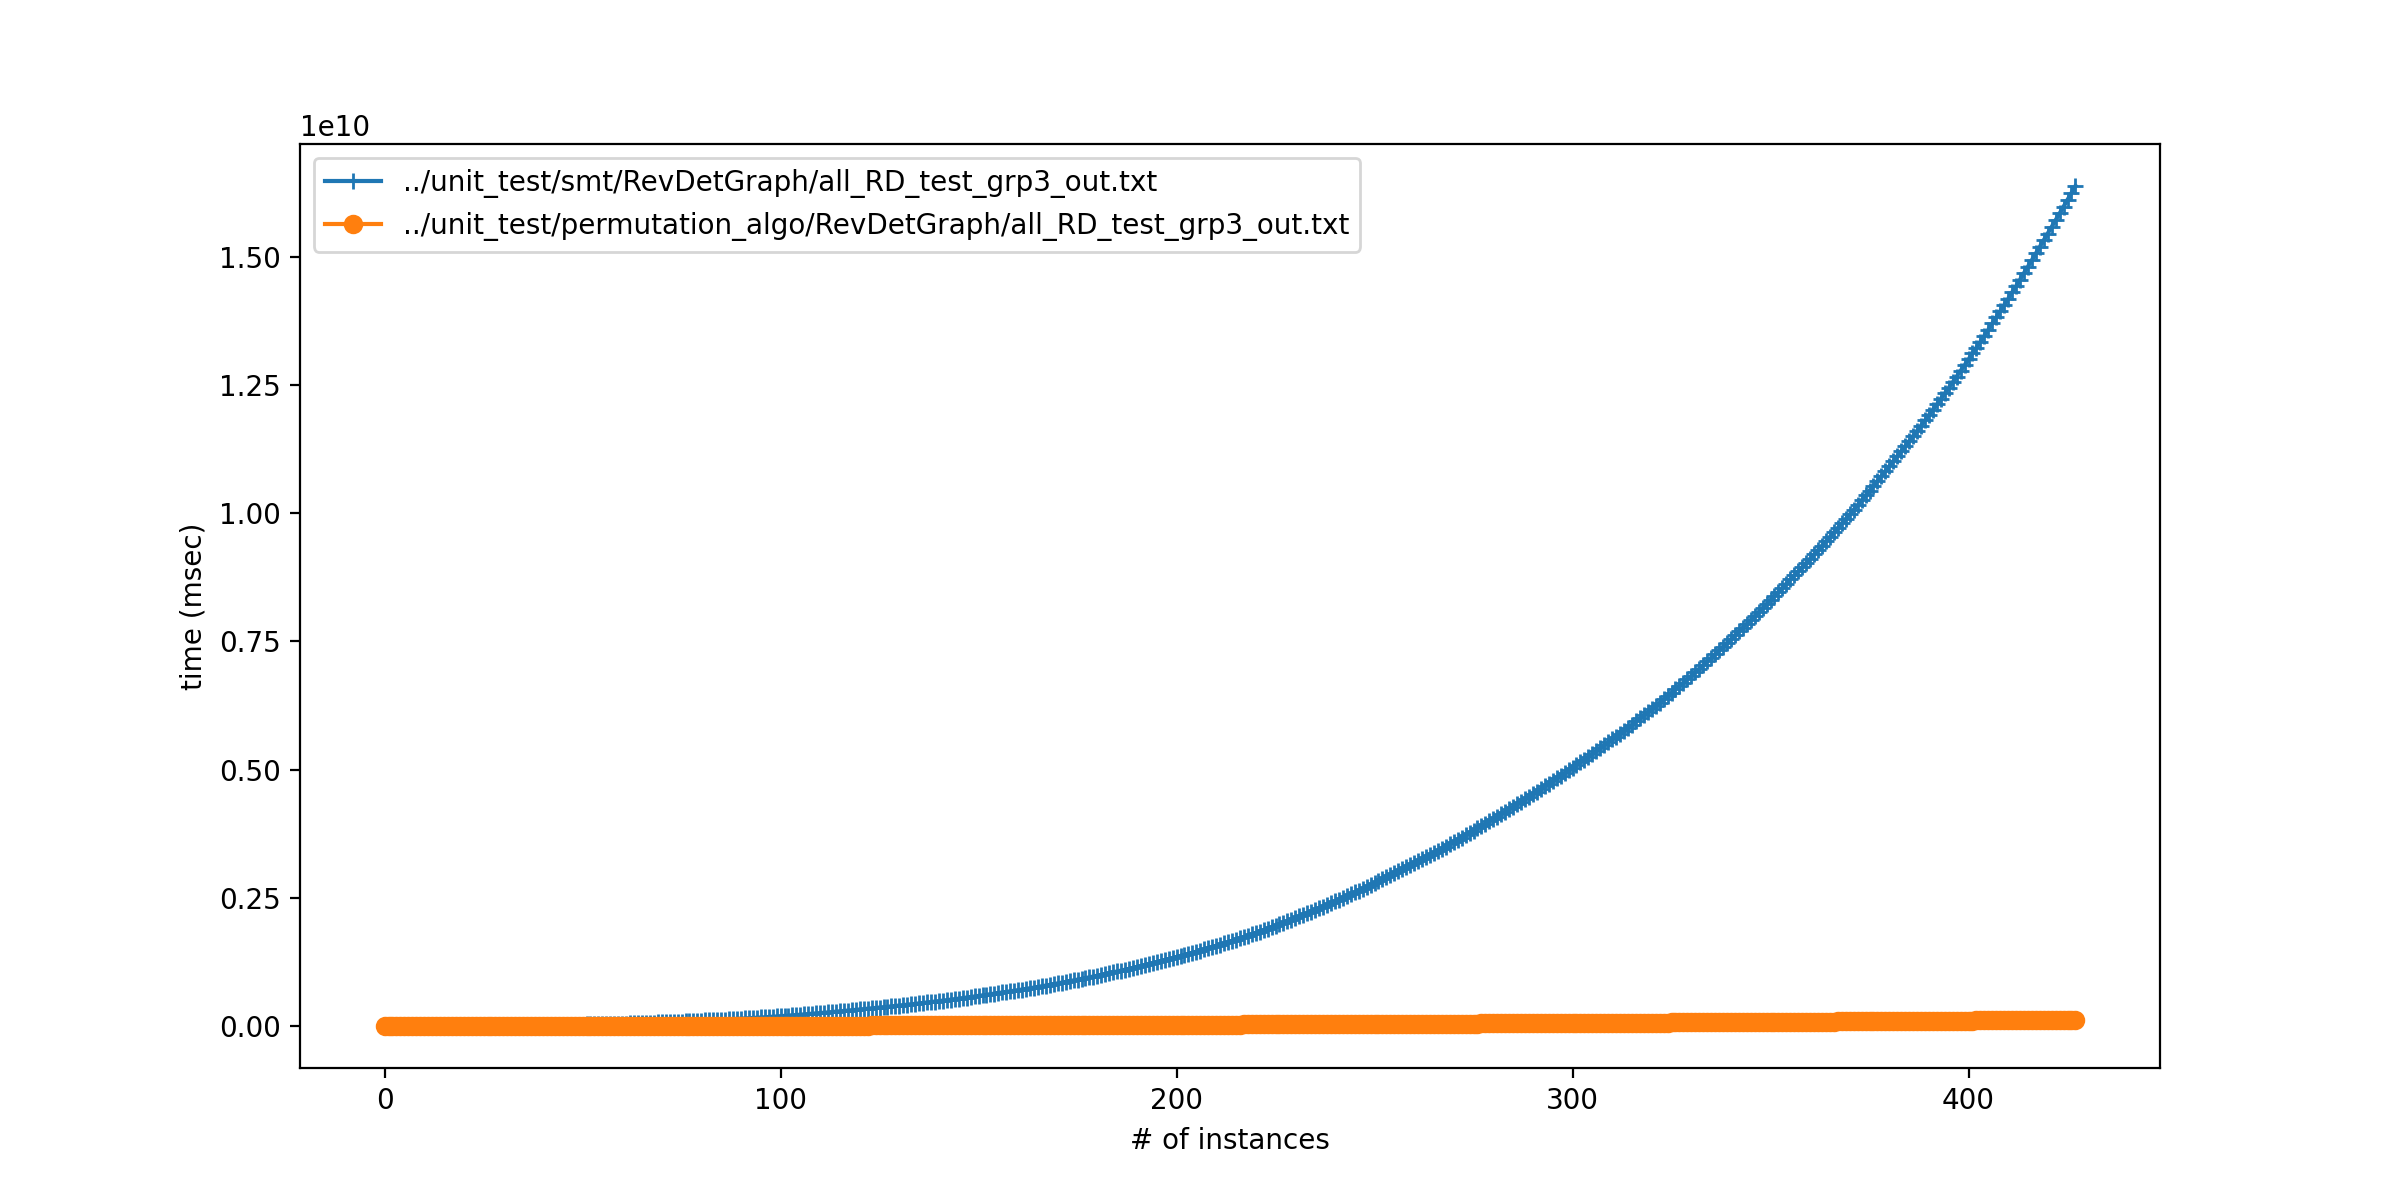 1e10
../unit_test/smt/RevDetGraph/all_RD_test_grp3_out.txt
../unit_test/permutation_algo/RevDetGraph/all_RD_test_grp3_out.txt
1.50
1.25
1.00
0.75
0.50
0.25
0.00
time (msec)
0 100 200 300 400
# of instances